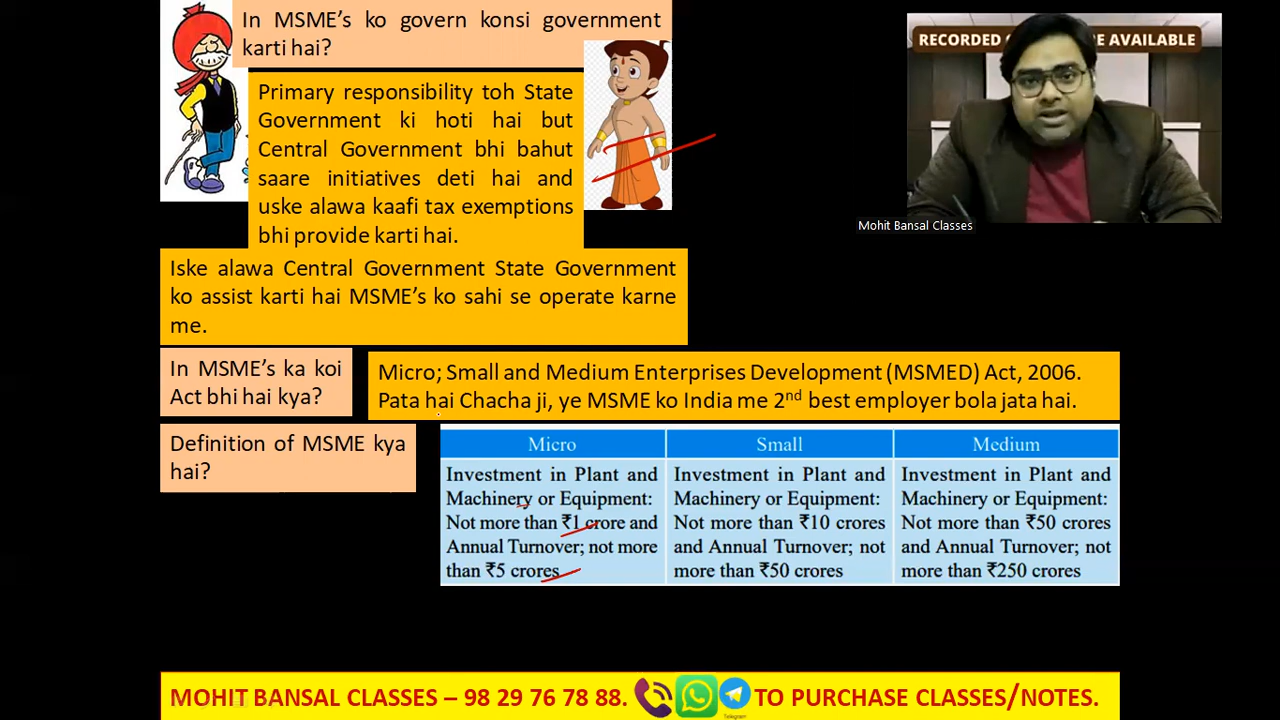 In MSME's ko govern konsi government
karti hai?
RECORDED
RE AVAILABLE
Primary responsibility toh State
Government ki hoti hai but
Central Government bhi bahut
saare initiatives deti hai and
uske alawa kaafi tax exemptions
bhi provide karti hai.
Mohit Bansal Classes
Iske alawa Central Government State Government
ko assist karti hai MSME's ko sahi se operate karne
me.
In MSME's ka koi
Act bhi hai kya?
Micro; Small and Medium Enterprises Development (MSMED) Act, 2006.
Pata hai Chacha ji, ye MSME ko India me 2nd best employer bola jata hai.
Definition of MSME kya
hai?
Micro
Investment in Plant and
Machinery or Equipment:
Not more than ₹1 crore and
Annual Turnover; not more
than ₹5 crores
Small
Investment in Plant and
Machinery or Equipment:
Not more than ₹10 crores
and Annual Turnover; not
more than ₹50 crores
Medium
Investment in Plant and
Machinery or Equipment:
Not more than ₹50 crores
and Annual Turnover; not
more than ₹250 crores
MOHIT BANSAL CLASSES – 98 29 76 78 88.
Telegram
TO PURCHASE CLASSES/NOTES.